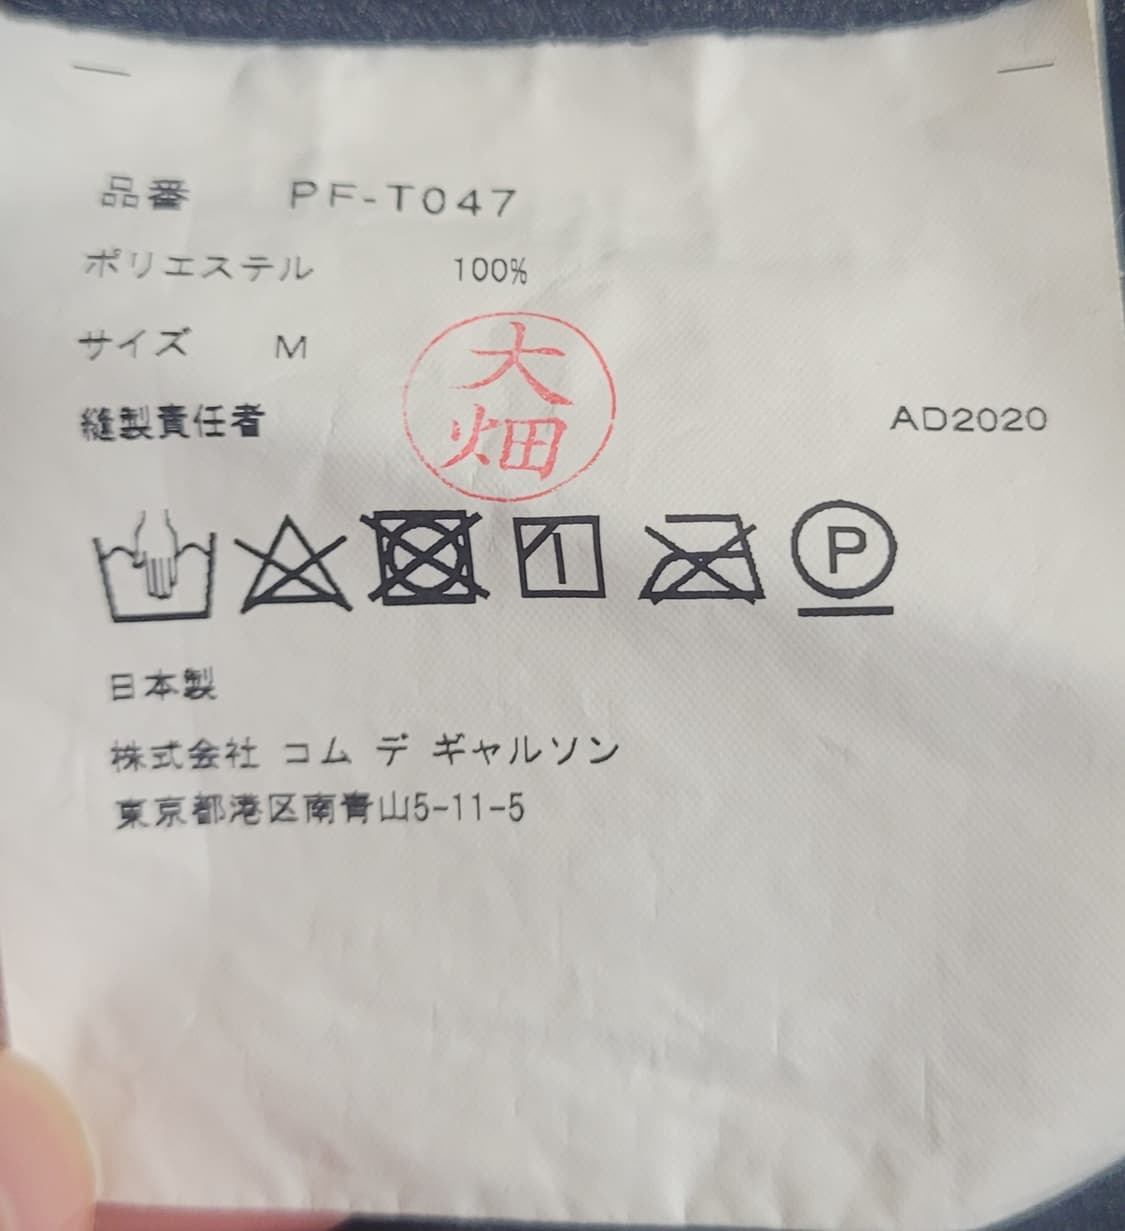 品番 PF-T047
ポリエステル 100%
サイズ M
縫製責任者 大畑 AD2020
P
日本製
株式会社 コム デ ギャルソン
東京都港区南青山5-11-5